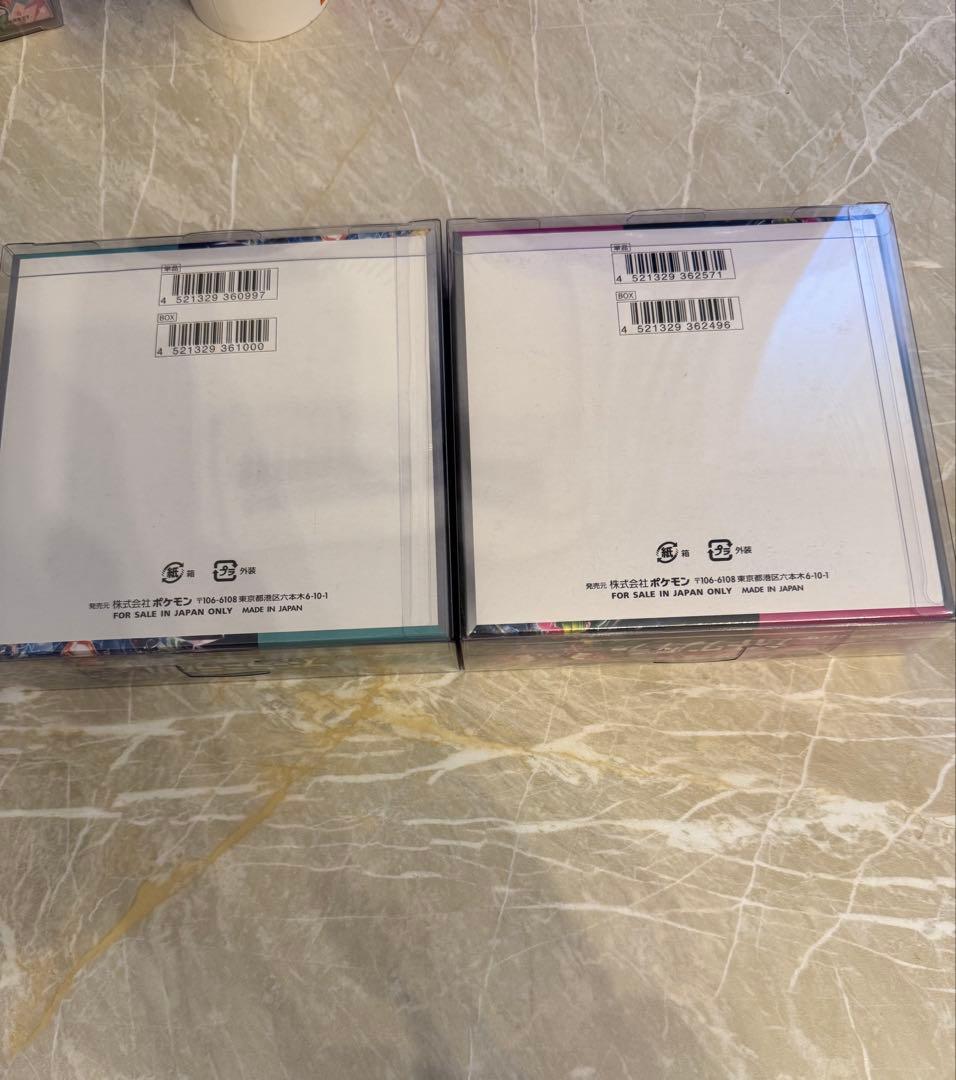 単品
4 521329 360997
BOX
4 521329 361000
紙 箱 プラ 外装
発売元 株式会社 ポケモン 〒106-6108 東京都港区六本木6-10-1
FOR SALE IN JAPAN ONLY MADE IN JAPAN
単品
4 521329 362571
BOX
4 521329 362496
紙 箱 プラ 外装
発売元 株式会社 ポケモン 〒106-6108 東京都港区六本木6-10-1
FOR SALE IN JAPAN ONLY MADE IN JAPAN